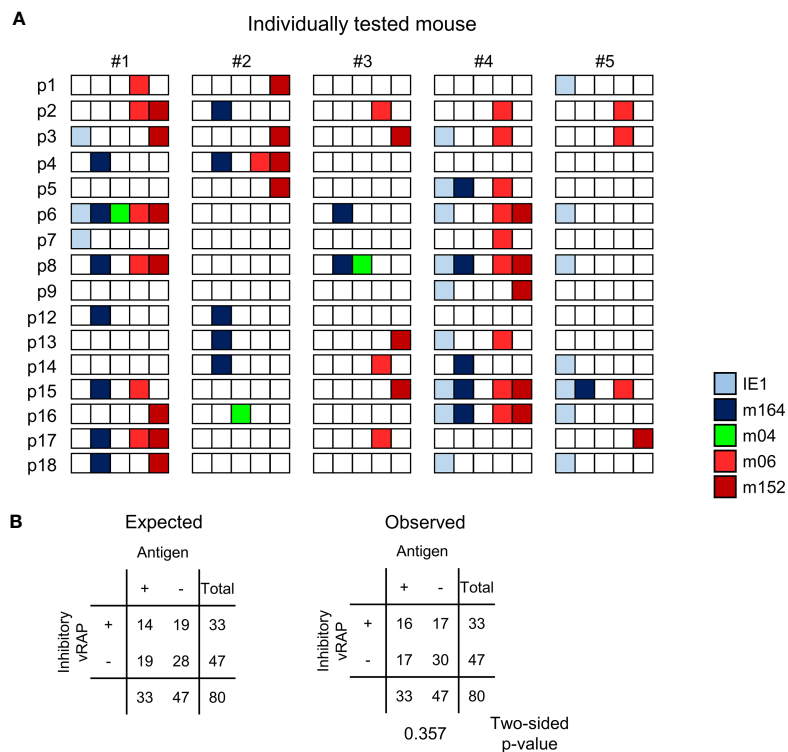 A
Individually tested mouse
#1 #2 #3 #4 #5
p1
p2
p3
p4
p5
p6
p7
p8
p9
p12
p13
p14
p15
p16
p17
p18
IE1
m164
m04
m06
m152
B
Expected
Antigen
+ - Total
Inhibitory
vRAP
+ 14 19 33
- 19 28 47
33 47 80
Observed
Antigen
+ - Total
Inhibitory
vRAP
+ 16 17 33
- 17 30 47
33 47 80
0.357
Two-sided
p-value